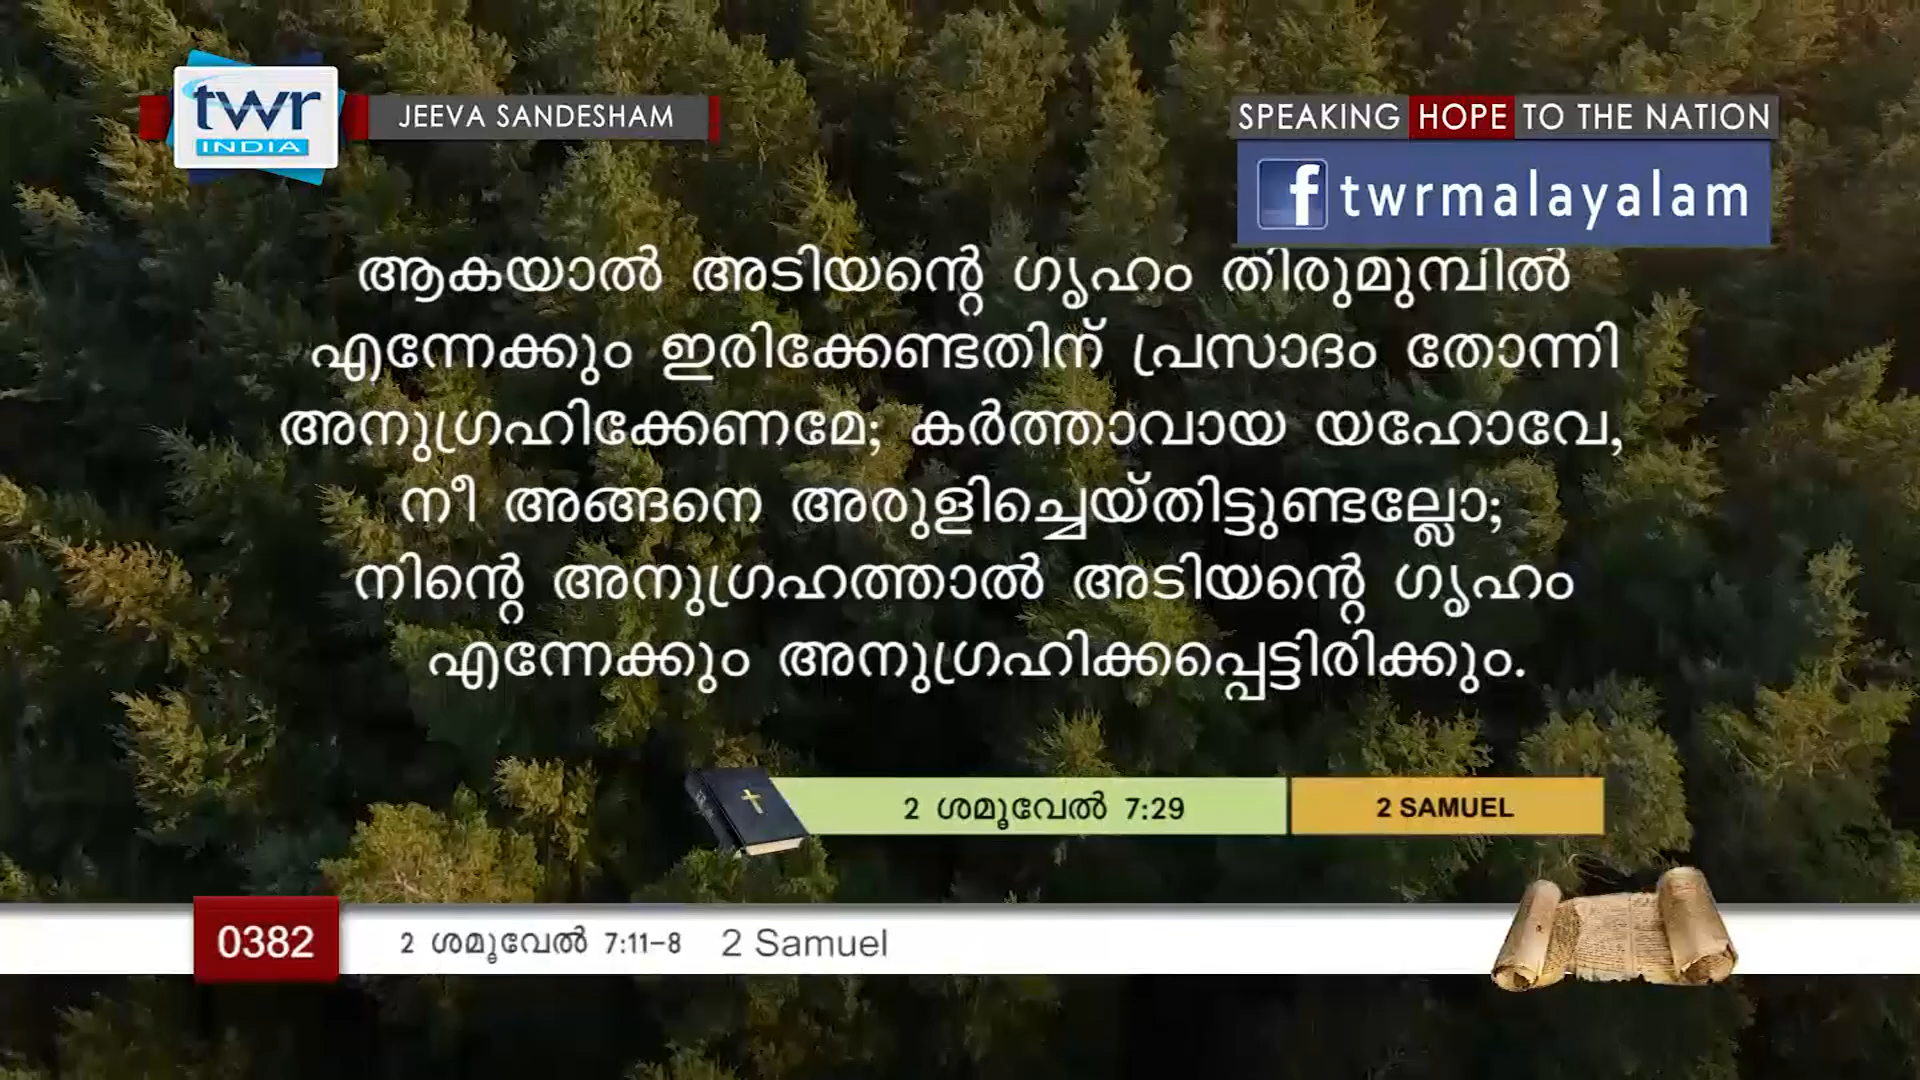 twr
INDIA
JEEVA SANDESHAM
SPEAKING HOPE TO THE NATION
f twrmalayalam
ആകയാൽ അടിയന്റെ ഗൃഹം തിരുമുമ്പിൽ
എന്നേക്കും ഇരിക്കേണ്ടതിന് പ്രസാദം തോന്നി
അനുഗ്രഹിക്കേണമേ; കർത്താവായ യഹോവേ,
നീ അങ്ങനെ അരുളിച്ചെയ്തിട്ടുണ്ടല്ലോ;
നിന്റെ അനുഗ്രഹത്താൽ അടിയന്റെ ഗൃഹം
എന്നേക്കും അനുഗ്രഹിക്കപ്പെട്ടിരിക്കും.
2 ശമൂവേൽ 7:29
2 SAMUEL
0382
2 ശമൂവേൽ 7:11-8 2 Samuel